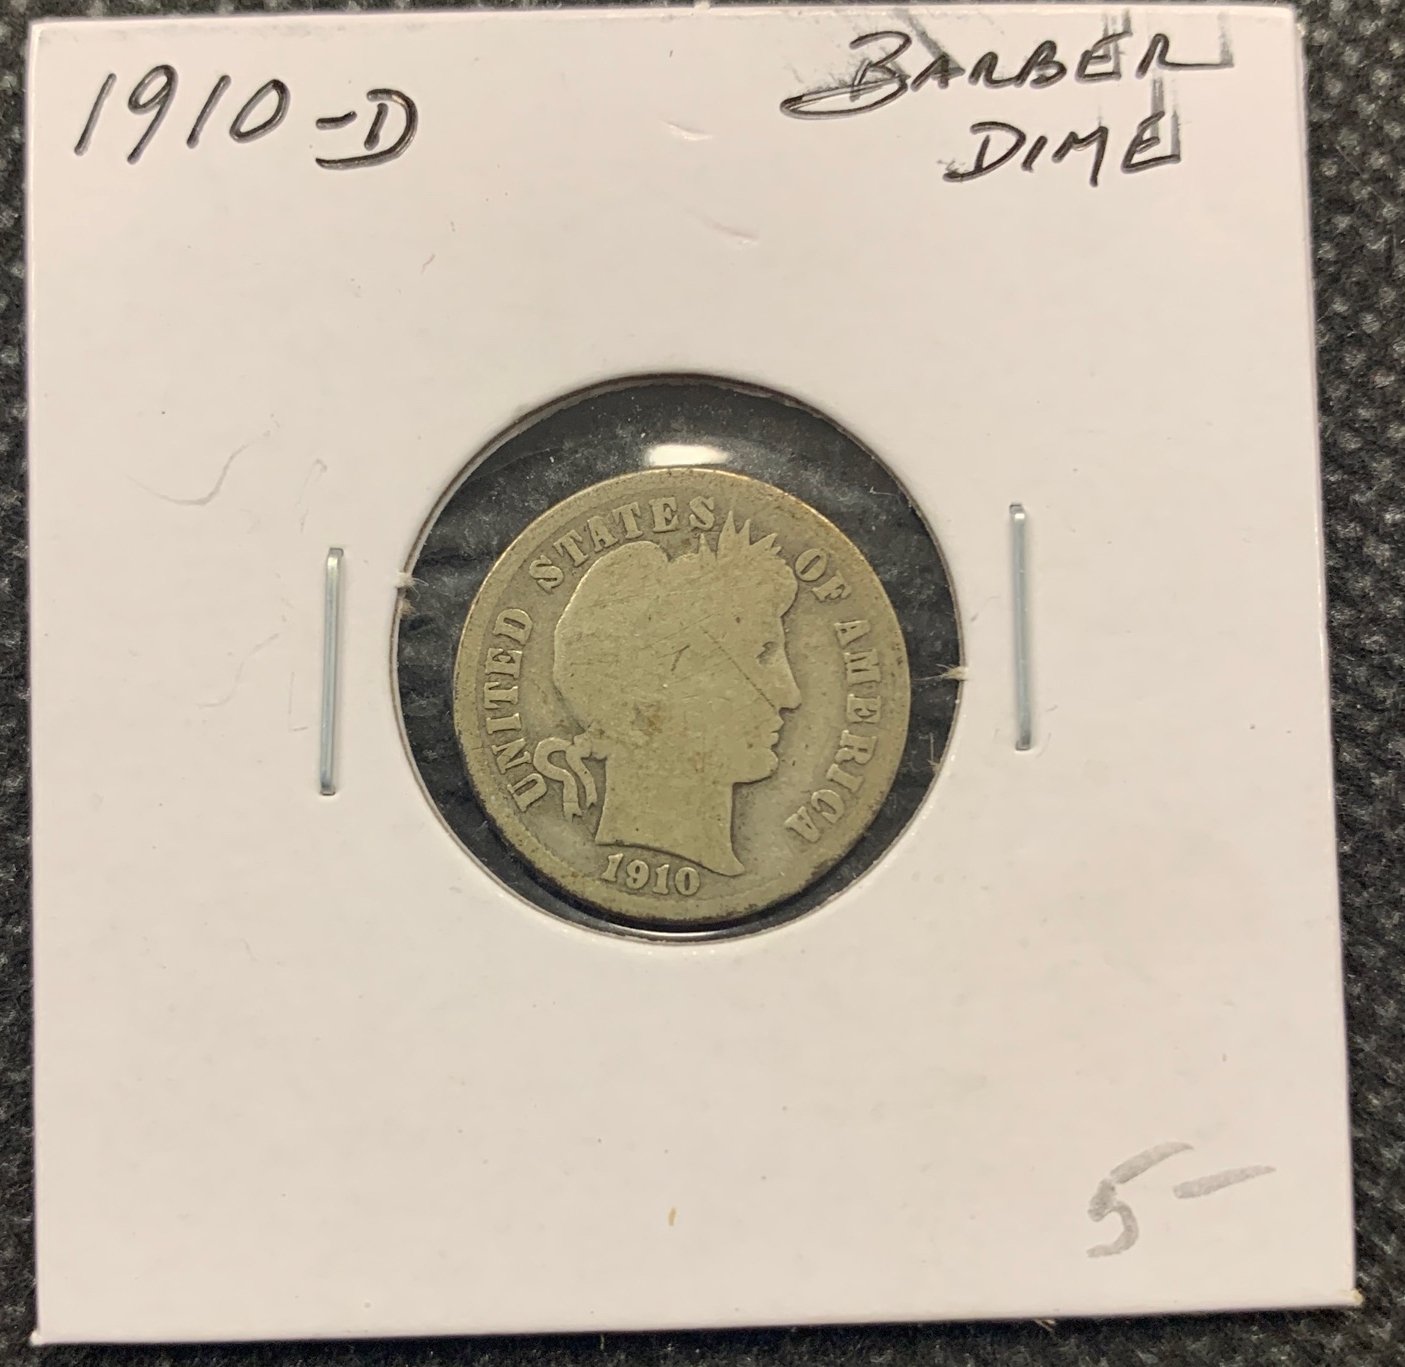 1910-D
BARBER
DIME
UNITED STATES OF AMERICA
1910
5-